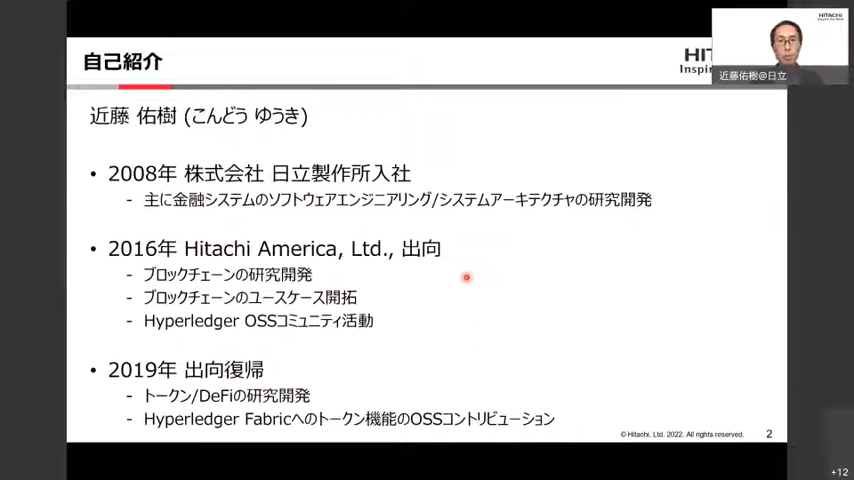 自己紹介
HITACHI
近藤佑樹@日立
近藤 佑樹 (こんどう ゆうき)
• 2008年 株式会社 日立製作所入社
- 主に金融システムのソフトウェアエンジニアリング/システムアーキテクチャの研究開発
• 2016年 Hitachi America, Ltd., 出向
- ブロックチェーンの研究開発
- ブロックチェーンのユースケース開拓
- Hyperledger OSSコミュニティ活動
• 2019年 出向復帰
- トークン/DeFiの研究開発
- Hyperledger Fabricへのトークン機能のOSSコントリビューション
© Hitachi, Ltd. 2022. All rights reserved. 2
+12